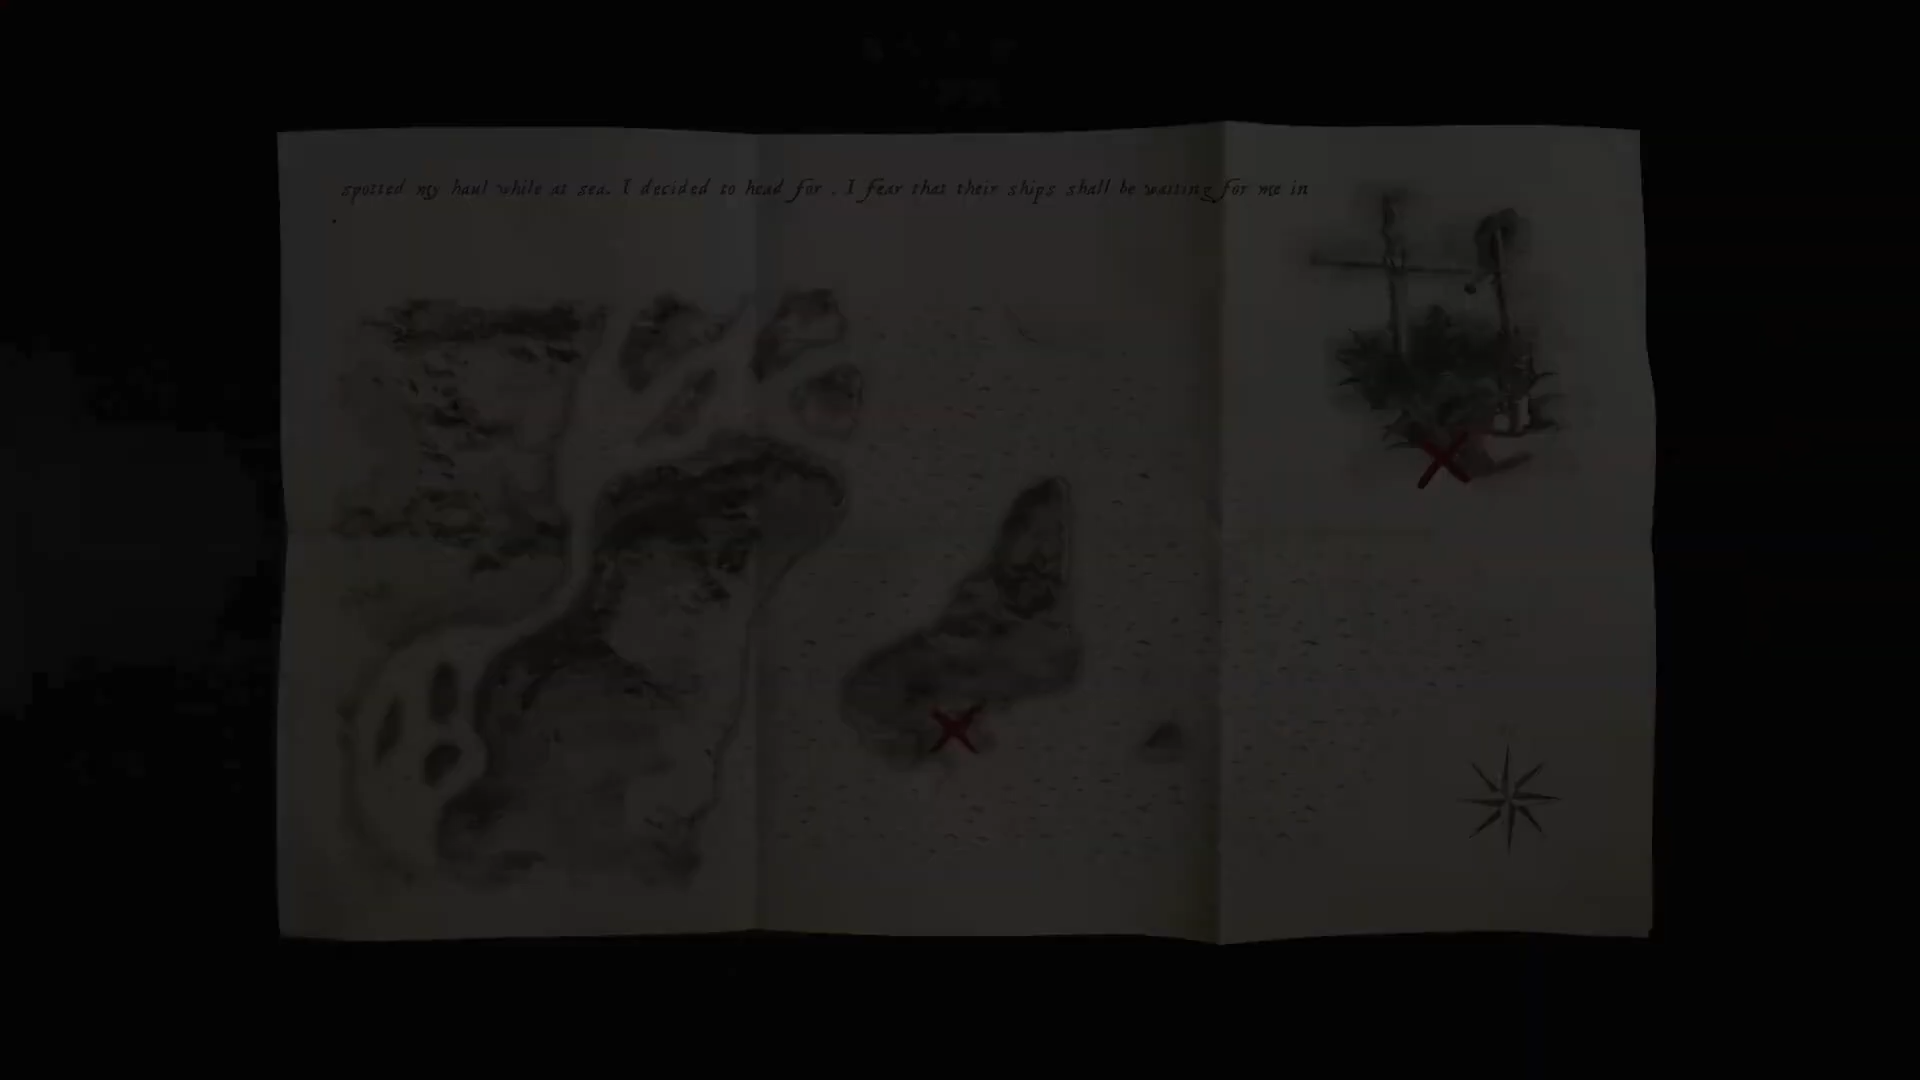 spotted my haul while at sea. I decided to head for . I fear that their ships shall be waiting for me in
.